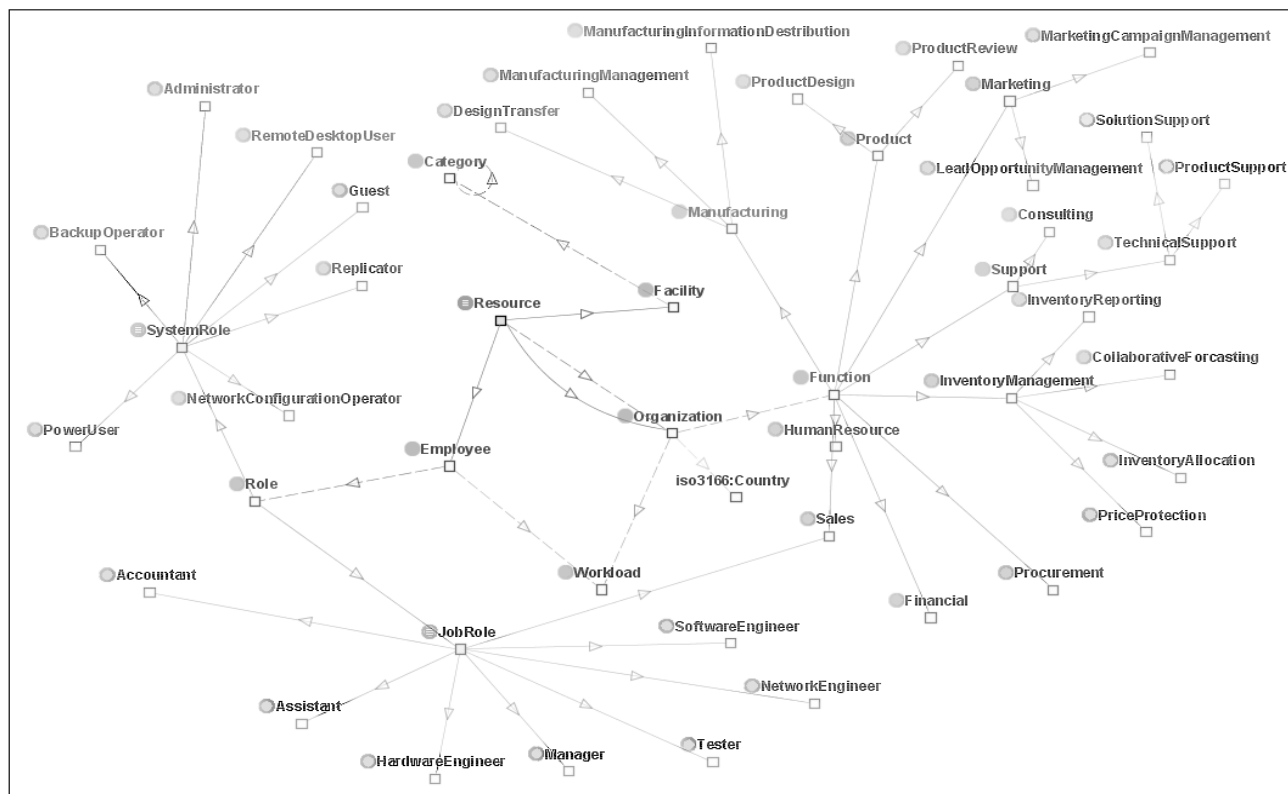 ManufacturingInformationDestribution
MarketingCampaignManagement
ProductReview
ManufacturingManagement
ProductDesign
Marketing
Administrator
DesignTransfer
SolutionSupport
RemoteDesktopUser
Product
Category
LeadOpportunityManagement
ProductSupport
Guest
Manufacturing
Consulting
BackupOperator
TechnicalSupport
Replicator
Support
Facility
Resource
InventoryReporting
SystemRole
CollaborativeForcasting
Function
InventoryManagement
NetworkConfigurationOperator
Organization
PowerUser
HumanResource
Employee
InventoryAllocation
Role
iso3166:Country
Sales
PriceProtection
Accountant
Workload
Procurement
Financial
JobRole
SoftwareEngineer
NetworkEngineer
Assistant
Tester
HardwareEngineer
Manager